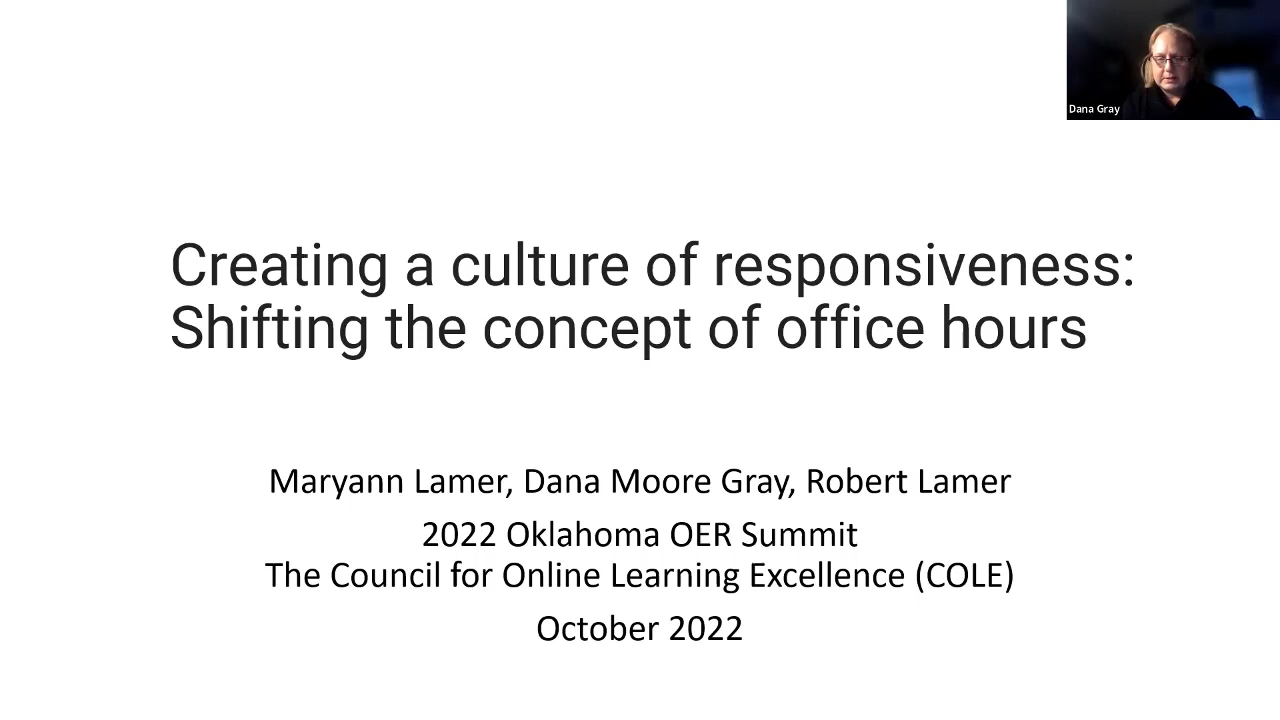 Dana Gray
Creating a culture of responsiveness:
Shifting the concept of office hours
Maryann Lamer, Dana Moore Gray, Robert Lamer
2022 Oklahoma OER Summit
The Council for Online Learning Excellence (COLE)
October 2022